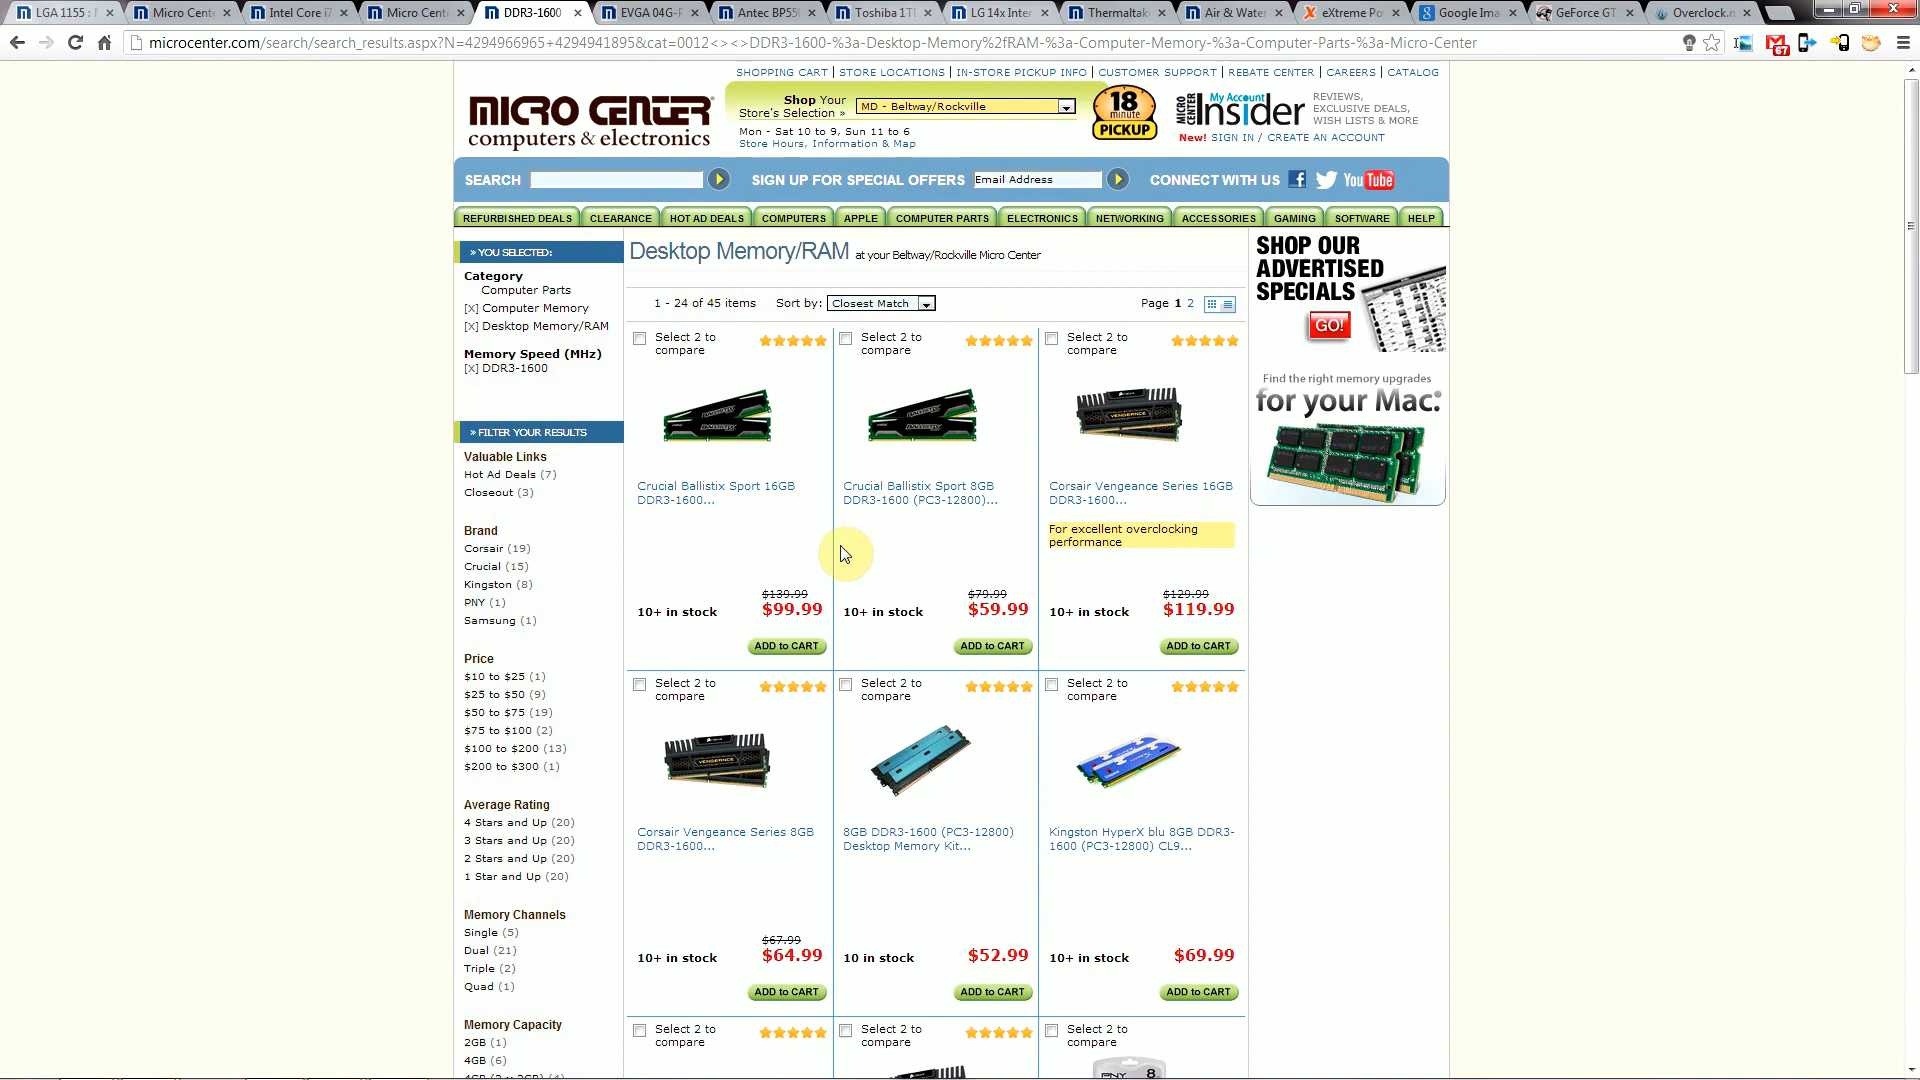 LGA 1155 :
Micro Cent
Intel Core i7
Micro Cent
DDR3-1600
EVGA 04G-F
Antec BP55
Toshiba 1T
LG 14x Inter
Thermaltak
Air & Water
eXtreme Po
Google Ima
GeForce GT
Overclock.n
microcenter.com/search/search_results.aspx?N=4294966965+4294941895&cat=0012<><>DDR3-1600-%3a-Desktop-Memory%2fRAM-%3a-Computer-Memory-%3a-Computer-Parts-%3a-Micro-Center
67
SHOPPING CART | STORE LOCATIONS | IN-STORE PICKUP INFO | CUSTOMER SUPPORT | REBATE CENTER | CAREERS | CATALOG
MICRO CENTER
computers & electronics
Shop Your
Store's Selection »
MD - Beltway/Rockville
Mon - Sat 10 to 9, Sun 11 to 6
Store Hours, Information & Map
18
minute
PICKUP
MICRO CENTER
My Account
Insider
REVIEWS,
EXCLUSIVE DEALS,
WISH LISTS & MORE
New! SIGN IN / CREATE AN ACCOUNT
SEARCH
SIGN UP FOR SPECIAL OFFERS
Email Address
CONNECT WITH US
YouTube
REFURBISHED DEALS
CLEARANCE
HOT AD DEALS
COMPUTERS
APPLE
COMPUTER PARTS
ELECTRONICS
NETWORKING
ACCESSORIES
GAMING
SOFTWARE
HELP
» YOU SELECTED:
Category
Computer Parts
[X] Computer Memory
[X] Desktop Memory/RAM
Memory Speed (MHz)
[X] DDR3-1600
» FILTER YOUR RESULTS
Valuable Links
Hot Ad Deals (7)
Closeout (3)
Brand
Corsair (19)
Crucial (15)
Kingston (8)
PNY (1)
Samsung (1)
Price
$10 to $25 (1)
$25 to $50 (9)
$50 to $75 (19)
$75 to $100 (2)
$100 to $200 (13)
$200 to $300 (1)
Average Rating
4 Stars and Up (20)
3 Stars and Up (20)
2 Stars and Up (20)
1 Star and Up (20)
Memory Channels
Single (5)
Dual (21)
Triple (2)
Quad (1)
Memory Capacity
2GB (1)
4GB (6)
Desktop Memory/RAM at your Beltway/Rockville Micro Center
1 - 24 of 45 items
Sort by:
Closest Match
Page 1 2
Select 2 to
compare
Crucial Ballistix Sport 16GB
DDR3-1600...
10+ in stock
$139.99
$99.99
ADD to CART
Select 2 to
compare
Crucial Ballistix Sport 8GB
DDR3-1600 (PC3-12800)...
10+ in stock
$79.99
$59.99
ADD to CART
Select 2 to
compare
VENGEANCE
Corsair Vengeance Series 16GB
DDR3-1600...
For excellent overclocking
performance
10+ in stock
$129.99
$119.99
ADD to CART
Select 2 to
compare
VENGEANCE
Corsair Vengeance Series 8GB
DDR3-1600...
10+ in stock
$67.99
$64.99
ADD to CART
Select 2 to
compare
8GB DDR3-1600 (PC3-12800)
Desktop Memory Kit...
10 in stock
$52.99
ADD to CART
Kingston HyperX blu 8GB DDR3-
1600 (PC3-12800) CL9...
10+ in stock
$69.99
ADD to CART
Select 2 to
compare
Select 2 to
compare
Select 2 to
compare
PNY 8
SHOP OUR
ADVERTISED
SPECIALS
GO!
Find the right memory upgrades
for your Mac.